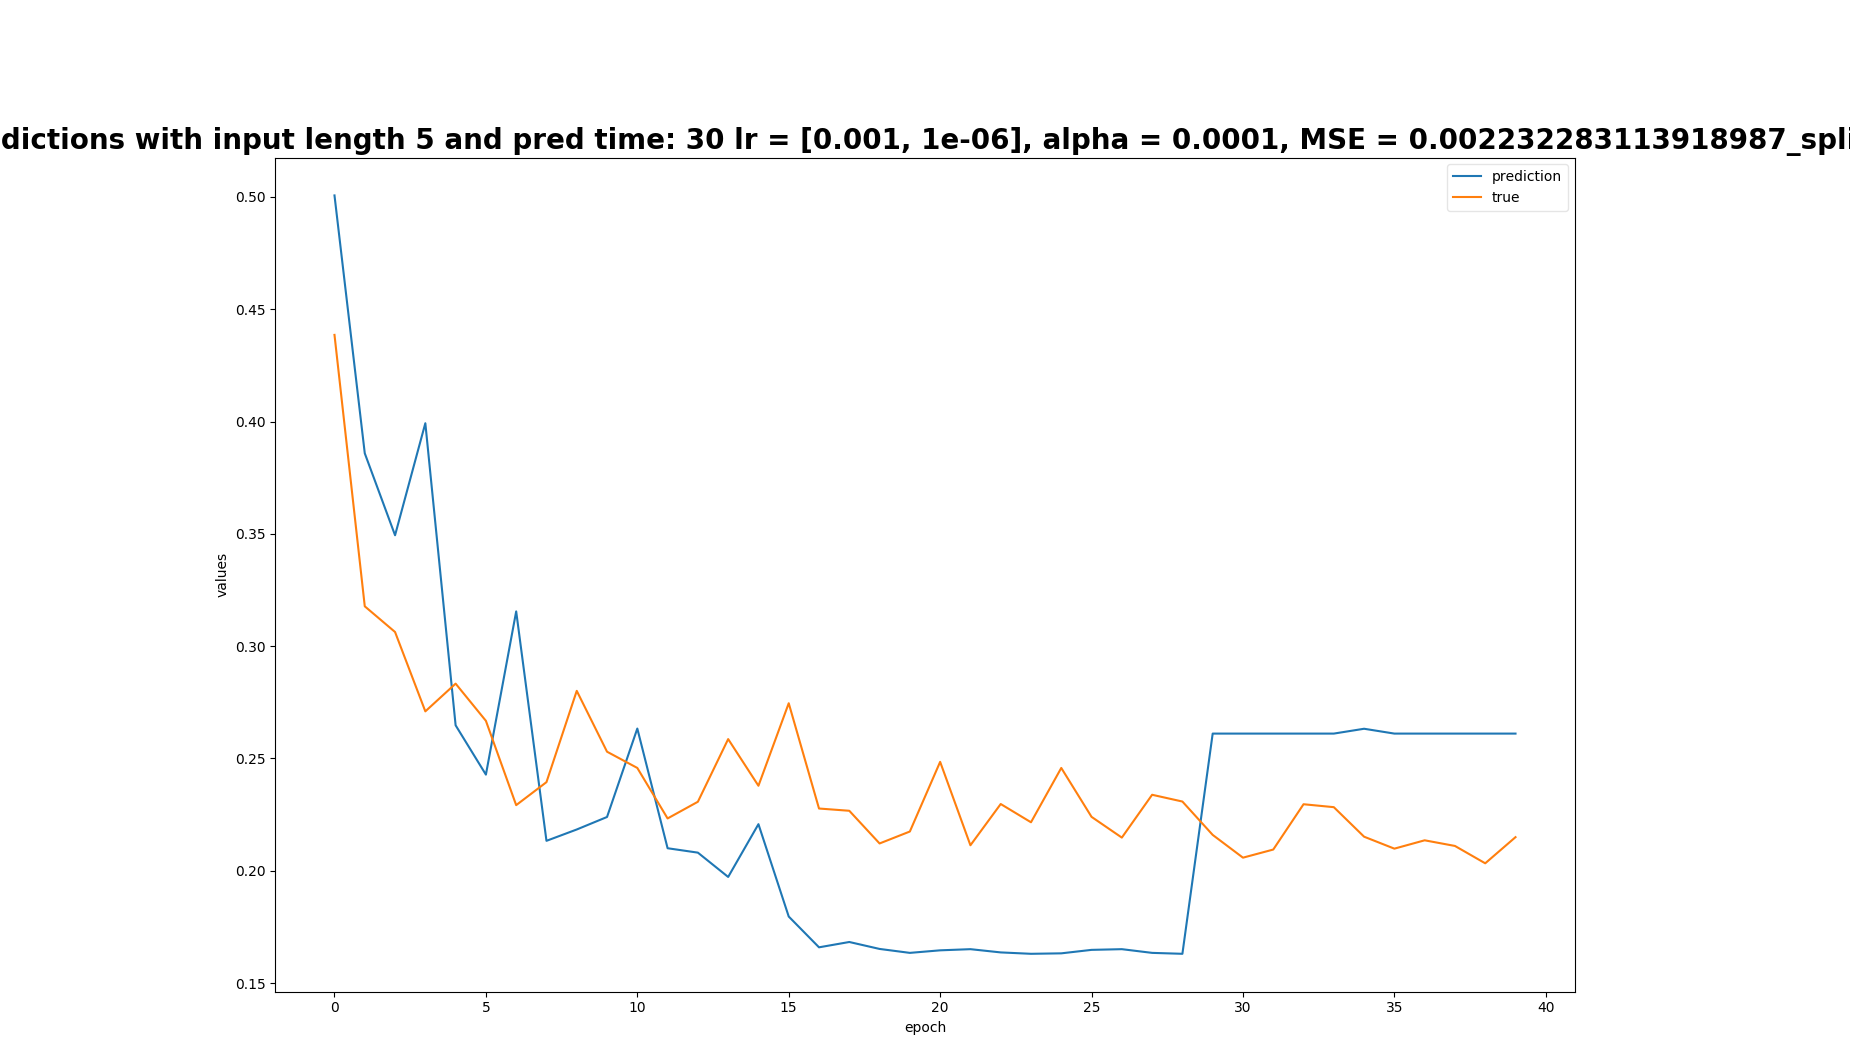 dictions with input length 5 and pred time: 30 lr = [0.001, 1e-06], alpha = 0.0001, MSE = 0.002232283113918987_spli
prediction
true
0.50
0.45
0.40
0.35
0.30
0.25
0.20
0.15
values
0 5 10 15 20 25 30 35 40
epoch